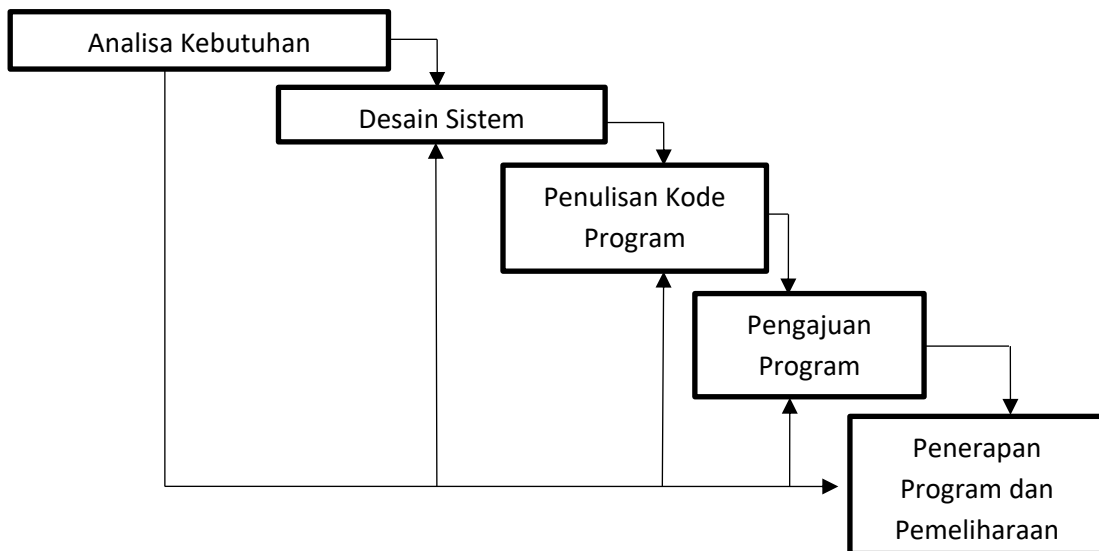 Analisa Kebutuhan
Desain Sistem
Penulisan Kode
Program
Pengajuan
Program
Penerapan
Program dan
Pemeliharaan